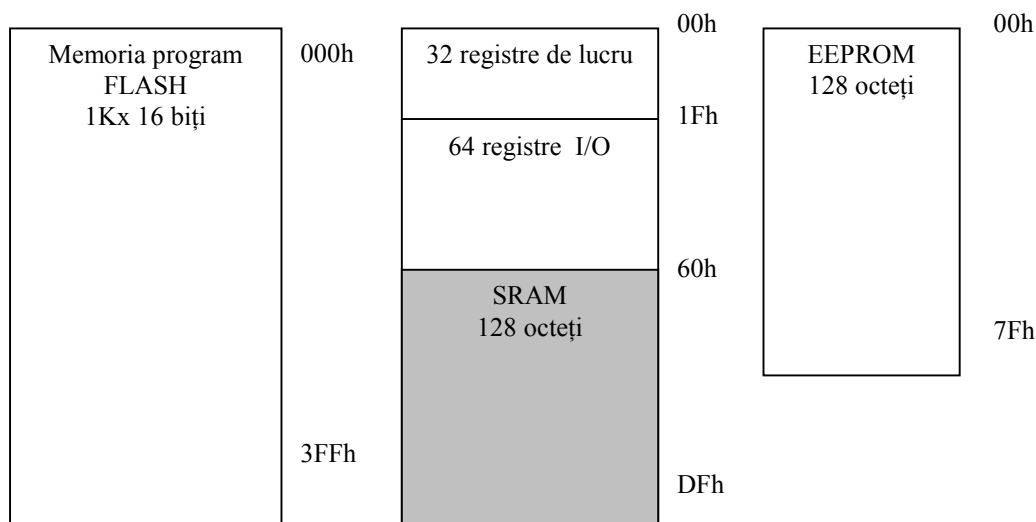 Memoria program
FLASH
1Kx 16 biți
000h
3FFh
32 registre de lucru
64 registre I/O
SRAM
128 octeți
00h
1Fh
60h
DFh
EEPROM
128 octeți
00h
7Fh